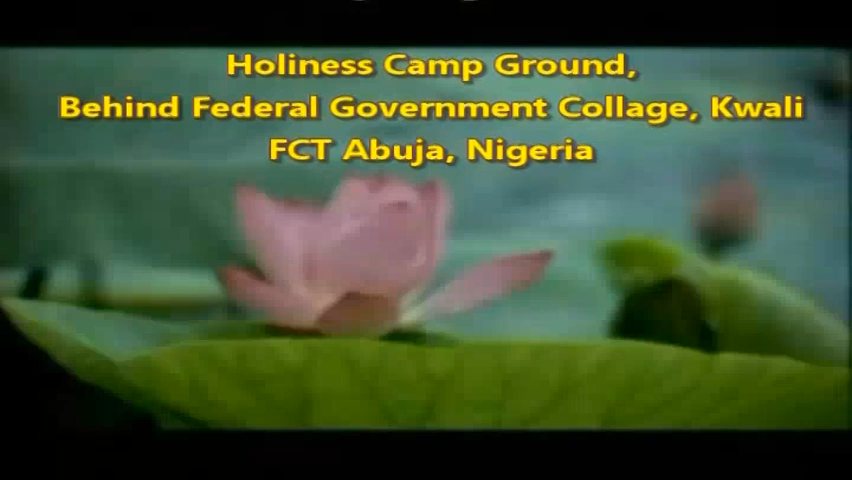 Holiness Camp Ground,
Behind Federal Government Collage, Kwali
FCT Abuja, Nigeria